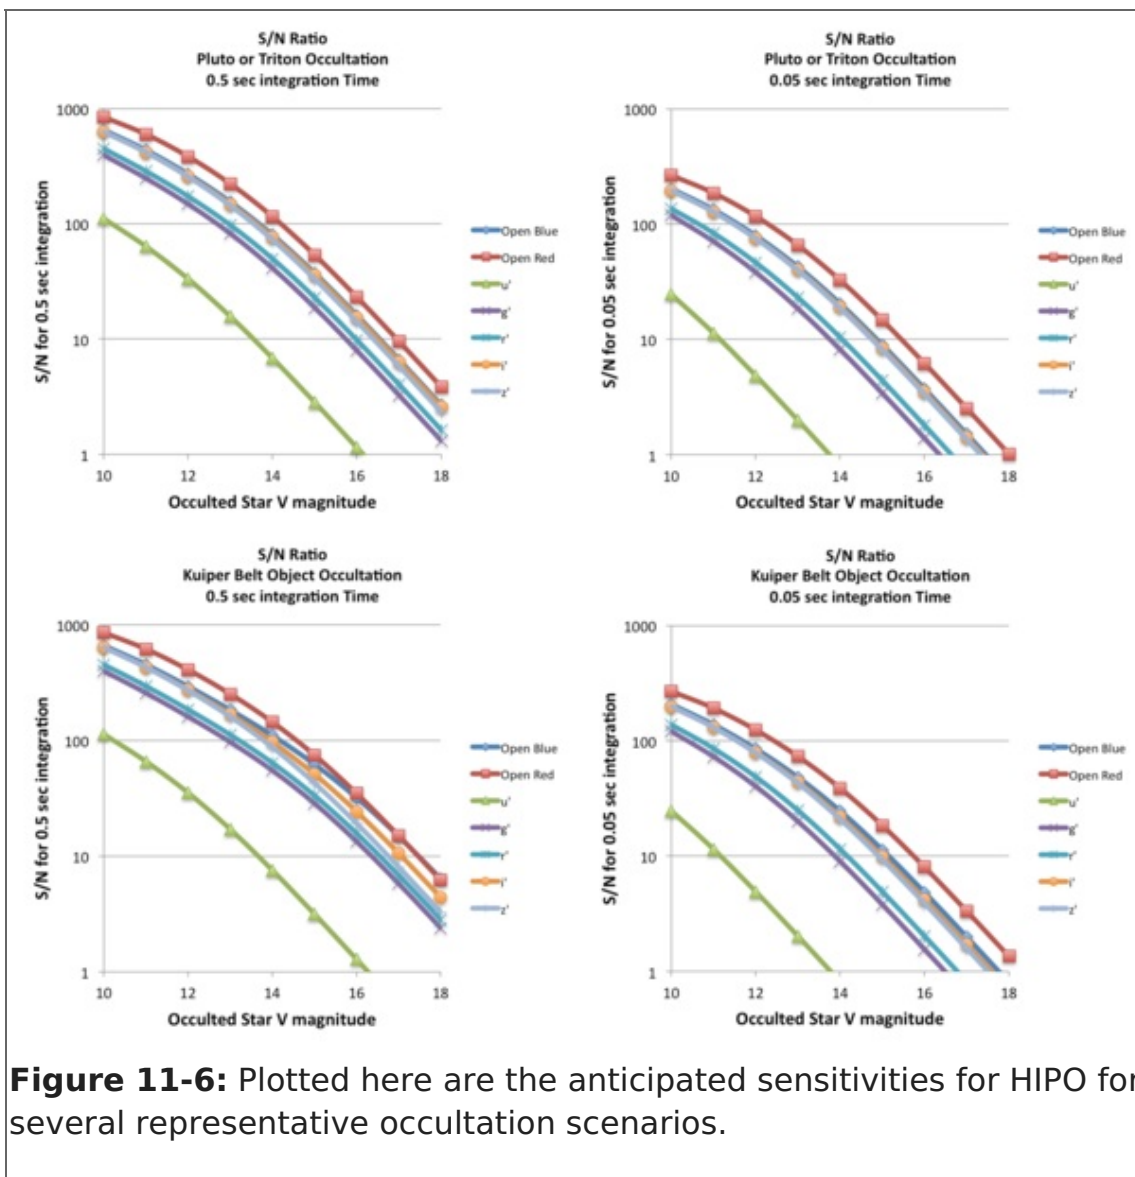 S/N Ratio
Pluto or Triton Occultation
0.5 sec integration Time
1000
100
10
1
10 12 14 16 18
S/N for 0.5 sec integration
Occulted Star V magnitude
Open Blue
Open Red
u'
g'
r'
i'
z'
S/N Ratio
Pluto or Triton Occultation
0.05 sec integration Time
1000
100
10
1
10 12 14 16 18
S/N for 0.05 sec integration
Occulted Star V magnitude
Open Blue
Open Red
u'
g'
r'
i'
z'
S/N Ratio
Kuiper Belt Object Occultation
0.5 sec integration Time
1000
100
10
1
10 12 14 16 18
S/N for 0.5 sec integration
Occulted Star V magnitude
Open Blue
Open Red
u'
g'
r'
i'
z'
S/N Ratio
Kuiper Belt Object Occultation
0.05 sec integration Time
1000
100
10
1
10 12 14 16 18
S/N for 0.05 sec integration
Occulted Star V magnitude
Open Blue
Open Red
u'
g'
r'
i'
z'
Figure 11-6: Plotted here are the anticipated sensitivities for HIPO for
several representative occultation scenarios.